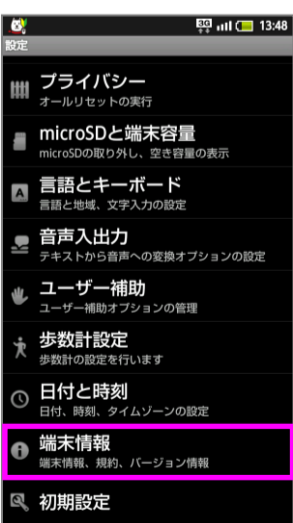 3G 13:48
設定
プライバシー
オールリセットの実行
microSDと端末容量
microSDの取り外し、空き容量の表示
言語とキーボード
言語と地域、文字入力の設定
音声入出力
テキストから音声への変換オプションの設定
ユーザー補助
ユーザー補助オプションの管理
歩数計設定
歩数計の設定を行います
日付と時刻
日付、時刻、タイムゾーンの設定
端末情報
端末情報、規約、バージョン情報
初期設定